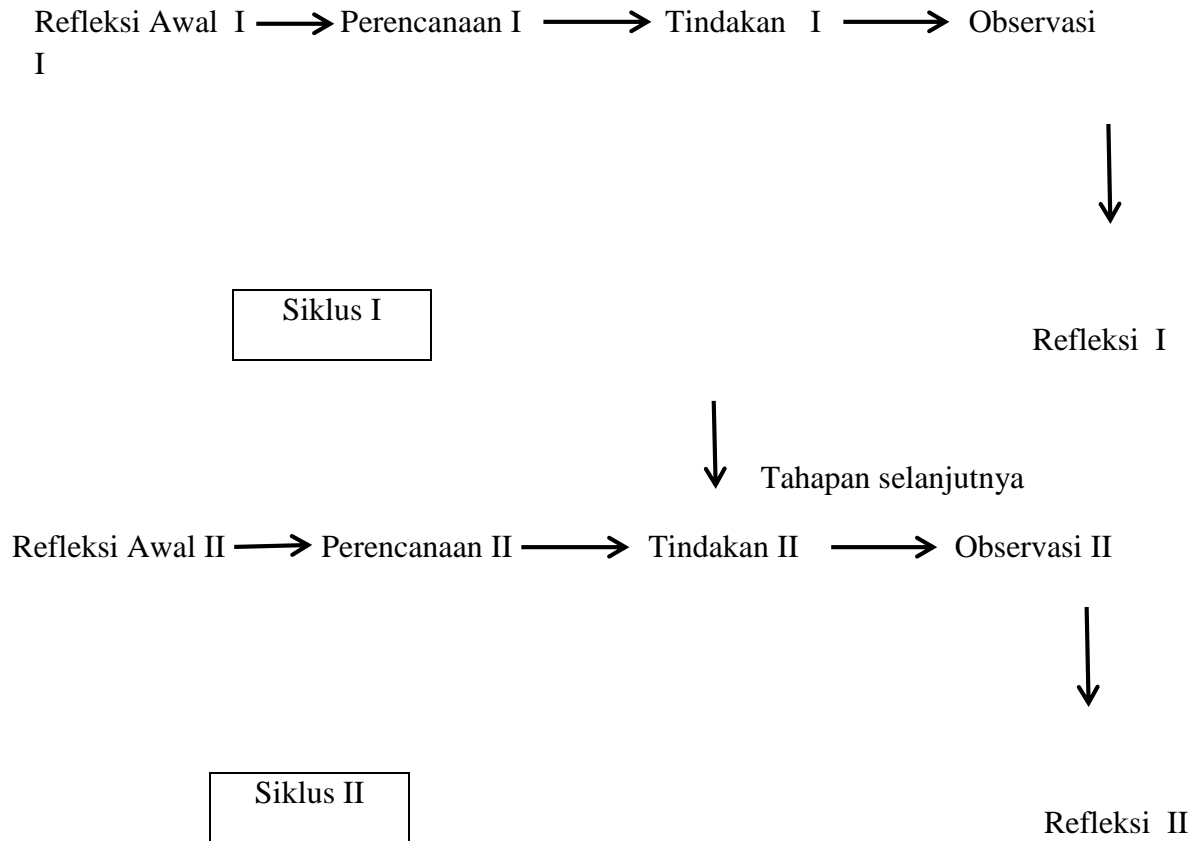 Refleksi Awal I Perencanaan I Tindakan I Observasi
I
Siklus I
Refleksi I
Tahapan selanjutnya
Refleksi Awal II Perencanaan II Tindakan II Observasi II
Siklus II
Refleksi II